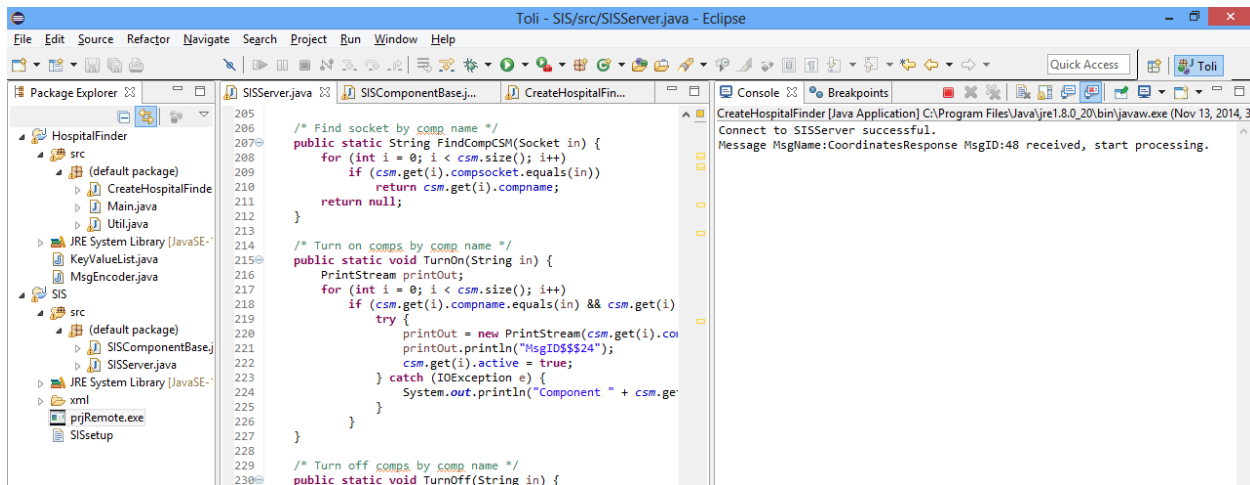 Toli - SIS/src/SISServer.java - Eclipse
File Edit Source Refactor Navigate Search Project Run Window Help
Quick Access
Toli
Package Explorer
HospitalFinder
src
(default package)
CreateHospitalFinde
Main.java
Util.java
JRE System Library [JavaSE-
KeyValueList.java
MsgEncoder.java
SIS
src
(default package)
SISComponentBase.j
SISServer.java
JRE System Library [JavaSE-
xml
prjRemote.exe
SISsetup
SISServer.java
SISComponentBase.j...
CreateHospitalFin...
205
206 /* Find socket by comp name */
207 public static String FindCompCSM(Socket in) {
208 for (int i = 0; i < csm.size(); i++)
209 if (csm.get(i).compsocket.equals(in))
210 return csm.get(i).compname;
211 return null;
212 }
213
214 /* Turn on comps by comp name */
215 public static void TurnOn(String in) {
216 PrintStream printOut;
217 for (int i = 0; i < csm.size(); i++)
218 if (csm.get(i).compname.equals(in) && csm.get(i)
219 try {
220 printOut = new PrintStream(csm.get(i).co
221 printOut.println("MsgID$$$24");
222 csm.get(i).active = true;
223 } catch (IOException e) {
224 System.out.println("Component " + csm.ge
225 }
226 }
227 }
228
229 /* Turn off comps by comp name */
230 public static void TurnOff(String in) {
Console
Breakpoints
CreateHospitalFinder [Java Application] C:\Program Files\Java\jre1.8.0_20\bin\javaw.exe (Nov 13, 2014, 3
Connect to SISServer successful.
Message MsgName:CoordinatesResponse MsgID:48 received, start processing.